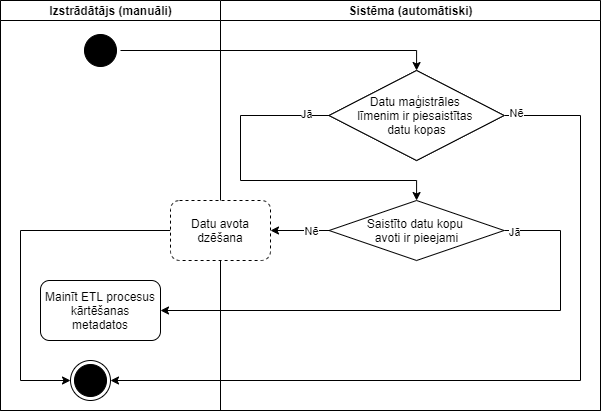 Izstrādātājs (manuāli)
Sistēma (automātiski)
Datu maģistrāles
līmenim ir piesaistītas
datu kopas
Jā
Nē
Saistīto datu kopu
avoti ir pieejami
Nē
Jā
Datu avota
dzēšana
Mainīt ETL procesus
kārtēšanas
metadatos